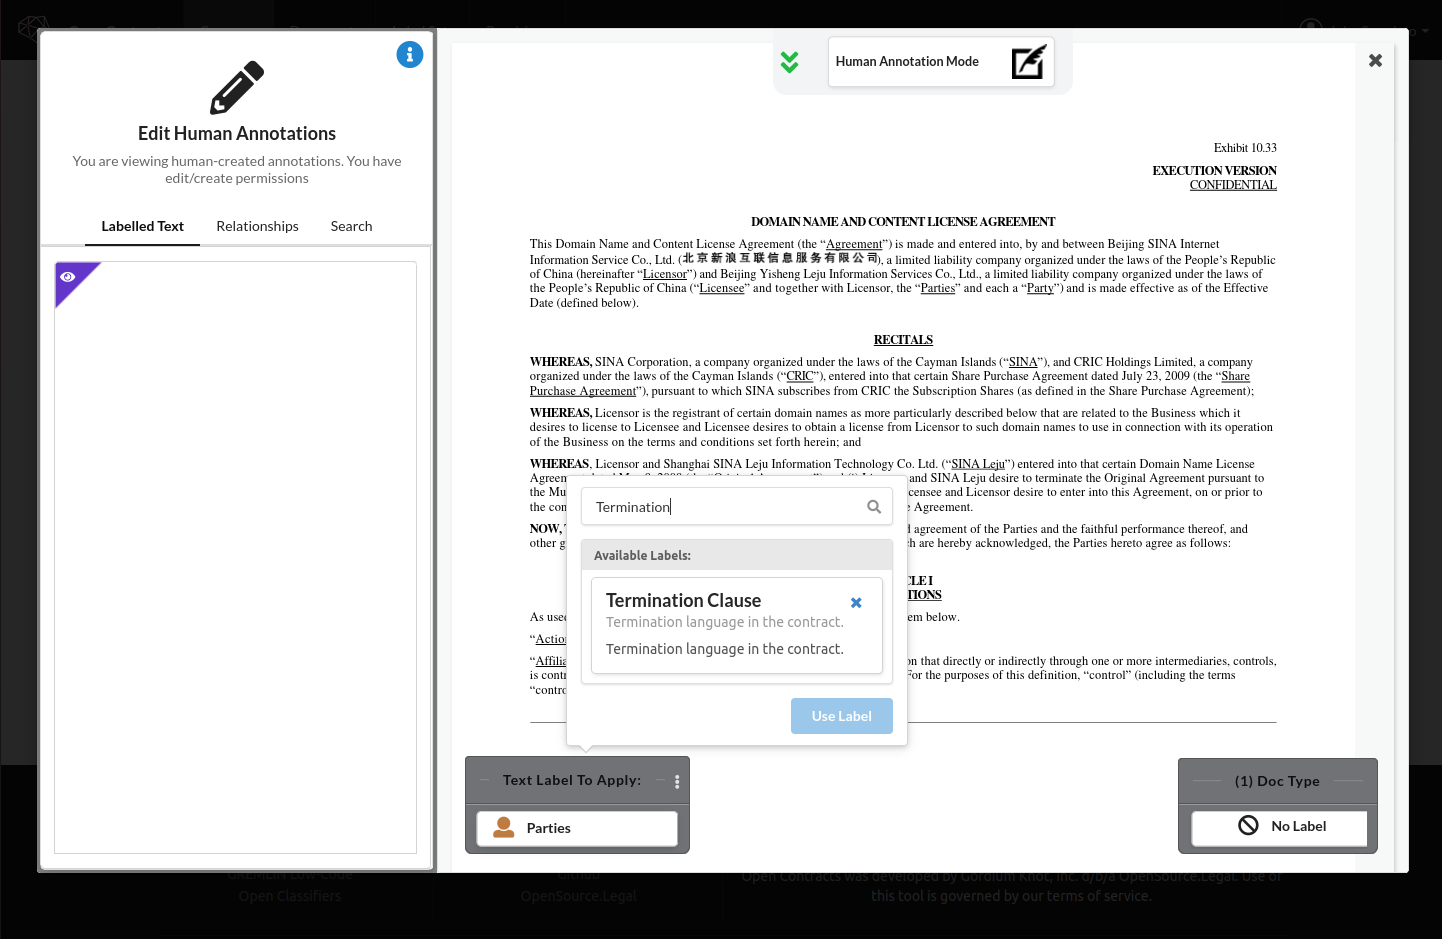 Edit Human Annotations
You are viewing human-created annotations. You have
edit/create permissions
Labelled Text
Relationships
Search
Human Annotation Mode
Exhibit 10.33
EXECUTION VERSION
CONFIDENTIAL
DOMAIN NAME AND CONTENT LICENSE AGREEMENT
This Domain Name and Content License Agreement (the “Agreement”) is made and entered into, by and between Beijing SINA Internet
Information Service Co., Ltd. (北京新浪互联信息服务有限公司), a limited liability company organized under the laws of the People’s Republic
of China (hereinafter “Licensor”) and Beijing Yisheng Leju Information Services Co., Ltd., a limited liability company organized under the laws of
the People’s Republic of China (“Licensee” and together with Licensor, the “Parties” and each a “Party”) and is made effective as of the Effective
Date (defined below).
RECITALS
WHEREAS, SINA Corporation, a company organized under the laws of the Cayman Islands (“SINA”), and CRIC Holdings Limited, a company
organized under the laws of the Cayman Islands (“CRIC”), entered into that certain Share Purchase Agreement dated July 23, 2009 (the “Share
Purchase Agreement”), pursuant to which SINA subscribes from CRIC the Subscription Shares (as defined in the Share Purchase Agreement);
WHEREAS, Licensor is the registrant of certain domain names as more particularly described below that are related to the Business which it
desires to license to Licensee and Licensee desires to obtain a license from Licensor to such domain names to use in connection with its operation
of the Business on the terms and conditions set forth herein; and
WHEREAS, Licensor and Shanghai SINA Leju Information Technology Co. Ltd. (“SINA Leju”) entered into that certain Domain Name License
and SINA Leju desire to terminate the Original Agreement pursuant to
the Mu censee and Licensor desire to enter into this Agreement, on or prior to
the con Agreement.
NOW, agreement of the Parties and the faithful performance thereof, and
other g ch are hereby acknowledged, the Parties hereto agree as follows:
CLE I
IONS
As used em below.
“Action
“Affilia on that directly or indirectly through one or more intermediaries, controls,
is contr For the purposes of this definition, “control” (including the terms
“contro
Termination
Available Labels:
Termination Clause
Termination language in the contract.
Termination language in the contract.
Use Label
Text Label To Apply:
Parties
(1) Doc Type
No Label
GREMLIN Low-Code
Open Classifiers
Github
OpenSource.Legal
Open Contracts was developed by Gordium Knot, Inc. d/b/a OpenSource.Legal. Use of
this tool is governed by our terms of service.